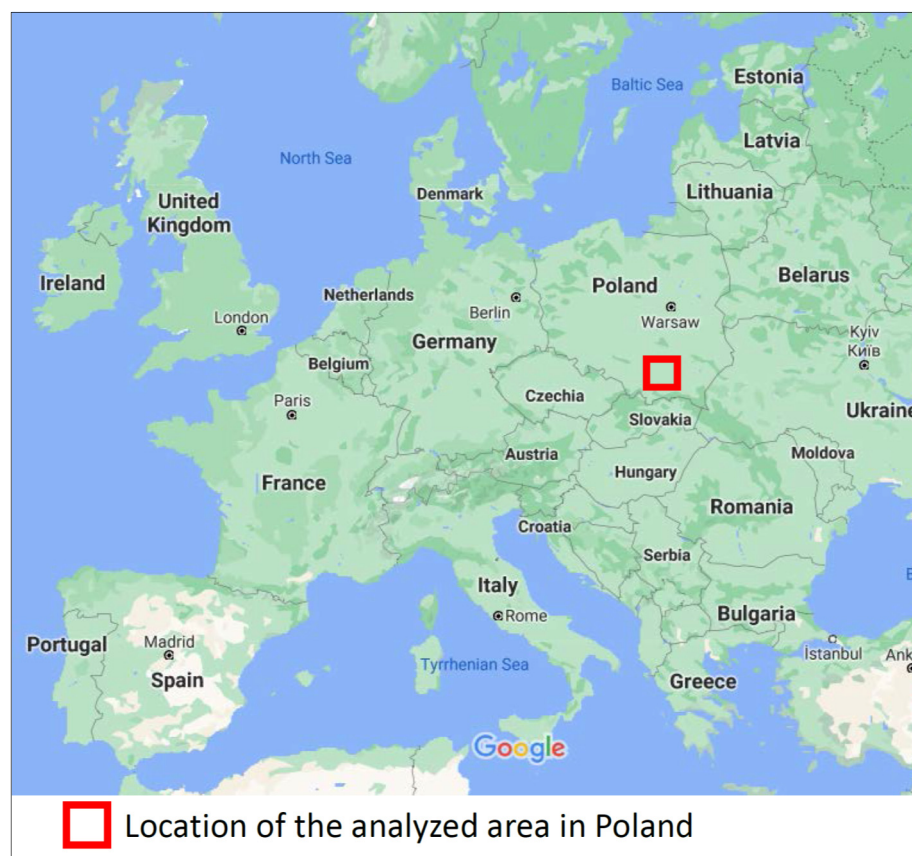 Baltic Sea
Estonia
Latvia
North Sea
Lithuania
Denmark
United
Kingdom
Ireland
Belarus
Poland
Netherlands
Berlin
Warsaw
London
Germany
Kyiv
Київ
Belgium
Czechia
Paris
Ukraine
Slovakia
Austria
Moldova
Hungary
France
Romania
Croatia
Serbia
Italy
Bulgaria
Rome
Portugal
Madrid
İstanbul
Ank
Tyrrhenian Sea
Spain
Greece
Google
Location of the analyzed area in Poland